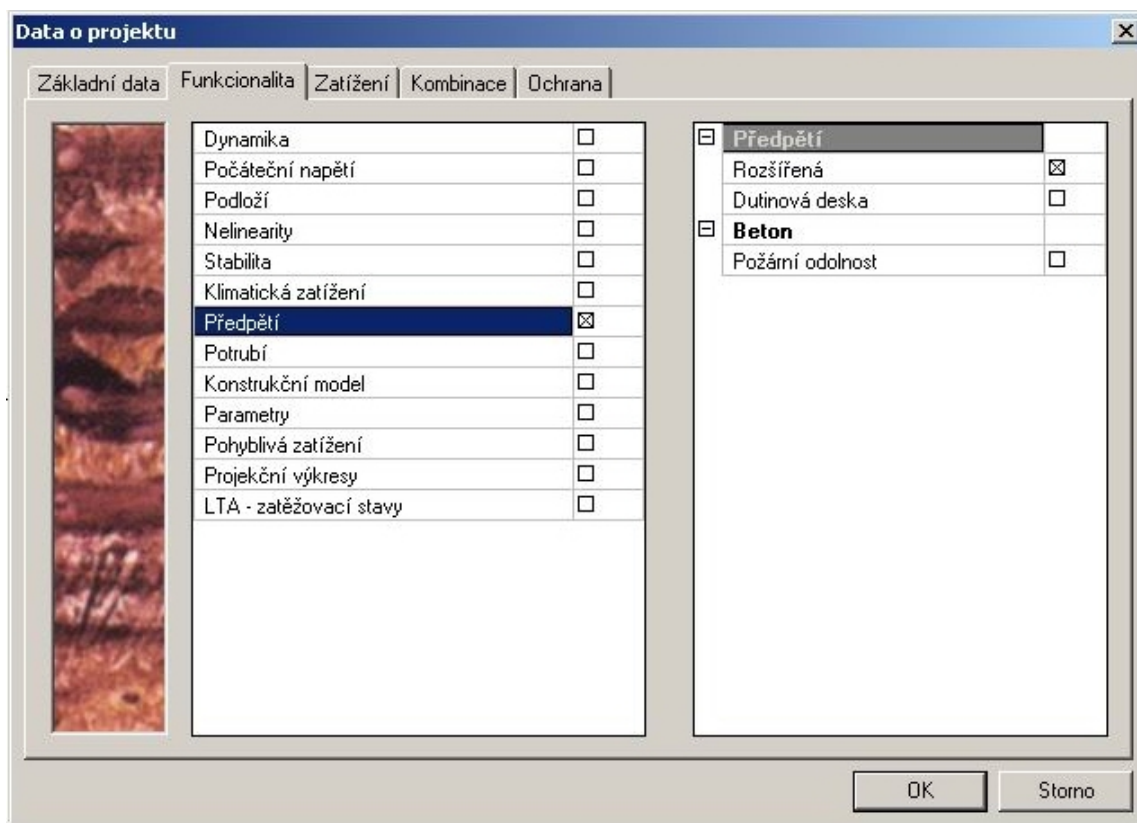 Data o projektu
Základní data Funkcionalita Zatížení Kombinace Ochrana
Dynamika
Počáteční napětí
Podloží
Nelinearity
Stabilita
Klimatická zatížení
Předpětí
Potrubí
Konstrukční model
Parametry
Pohyblivá zatížení
Projekční výkresy
LTA - zatěžovací stavy
Předpětí
Rozšířená
Dutinová deska
Beton
Požární odolnost
OK Storno